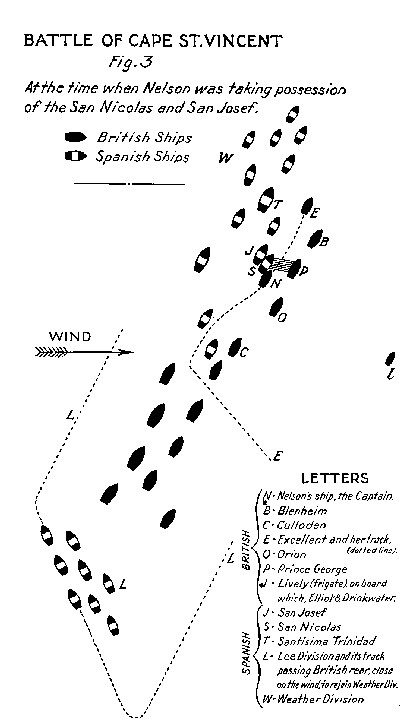 BATTLE OF CAPE ST.VINCENT
Fig. 3
At the time when Nelson was taking possession
of the San Nicolas and San Josef.
British Ships
Spanish Ships
W
T
E
B
J
S
P
N
O
WIND
C
l
L
E
L
L
LETTERS
BRITISH
N - Nelson's ship, the Captain.
B - Blenheim
C - Culloden
E - Excellent and her track,
(dotted line).
O - Orion
P - Prince George
l - Lively (frigate), on board
which, Elliot & Drinkwater.
SPANISH
J - San Josef
S - San Nicolas
T - Santisima Trinidad
L - Lee Division and its track
passing British rear, close
on the wind, to rejoin Weather Div.
W - Weather Division